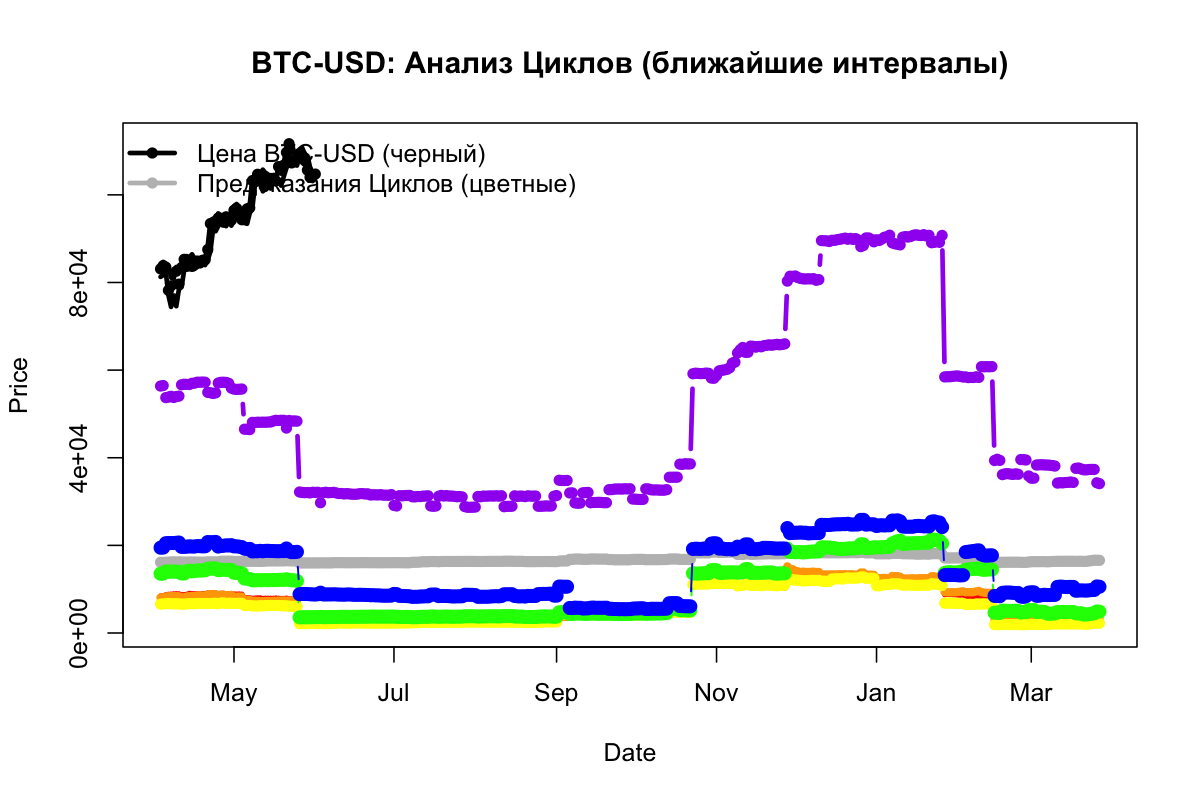 BTC-USD: Анализ Циклов (ближайшие интервалы)
Цена BTC-USD (черный)
Предсказания Циклов (цветные)
8e+04
4e+04
0e+00
Price
May Jul Sep Nov Jan Mar
Date